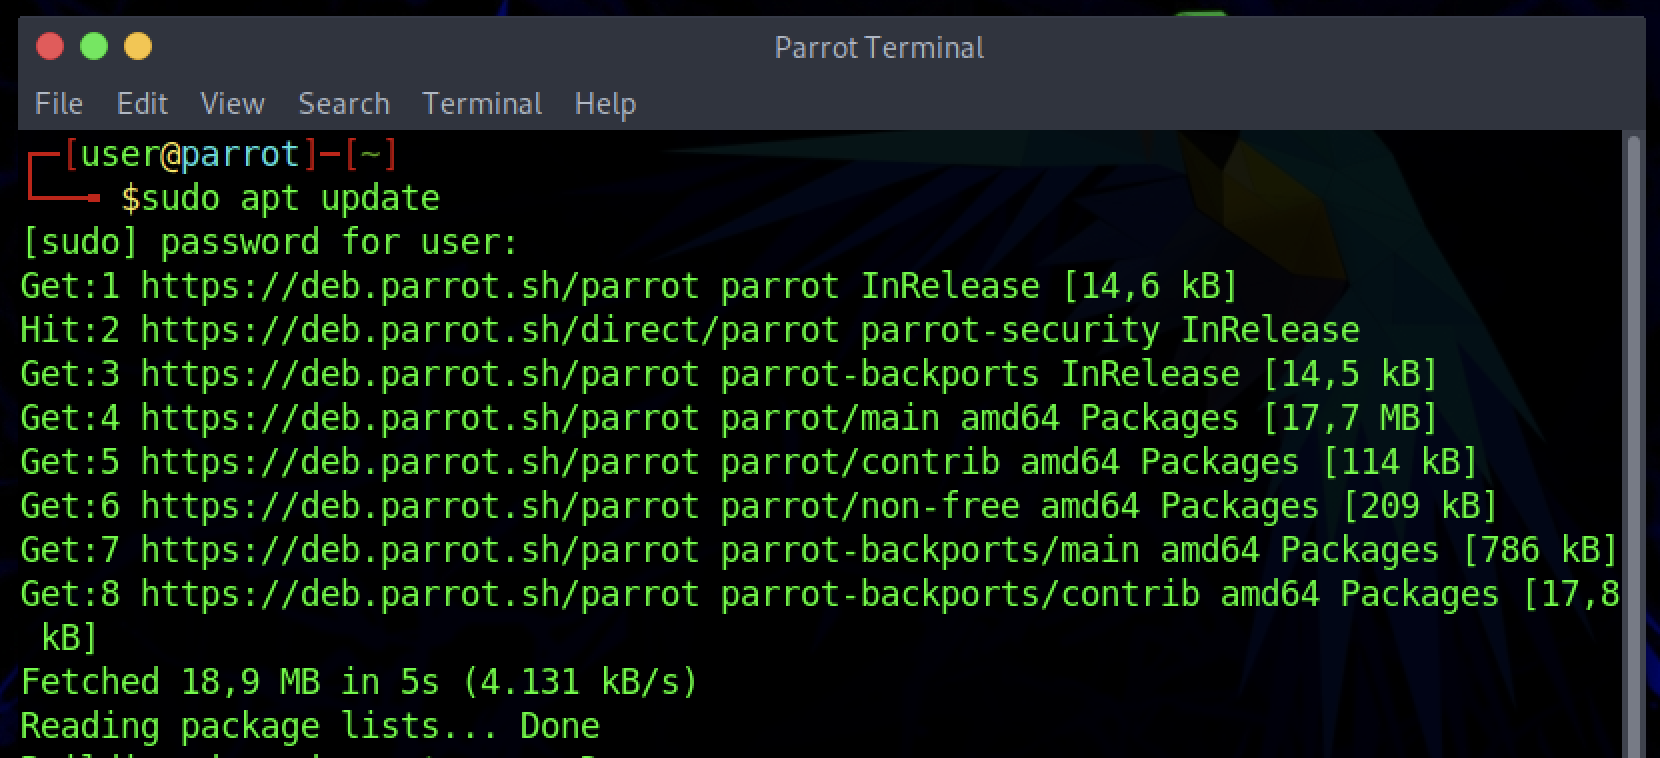 Parrot Terminal
File Edit View Search Terminal Help
[user@parrot]─[~]
$sudo apt update
[sudo] password for user:
Get:1 https://deb.parrot.sh/parrot parrot InRelease [14,6 kB]
Hit:2 https://deb.parrot.sh/direct/parrot parrot-security InRelease
Get:3 https://deb.parrot.sh/parrot parrot-backports InRelease [14,5 kB]
Get:4 https://deb.parrot.sh/parrot parrot/main amd64 Packages [17,7 MB]
Get:5 https://deb.parrot.sh/parrot parrot/contrib amd64 Packages [114 kB]
Get:6 https://deb.parrot.sh/parrot parrot/non-free amd64 Packages [209 kB]
Get:7 https://deb.parrot.sh/parrot parrot-backports/main amd64 Packages [786 kB]
Get:8 https://deb.parrot.sh/parrot parrot-backports/contrib amd64 Packages [17,8
kB]
Fetched 18,9 MB in 5s (4.131 kB/s)
Reading package lists... Done